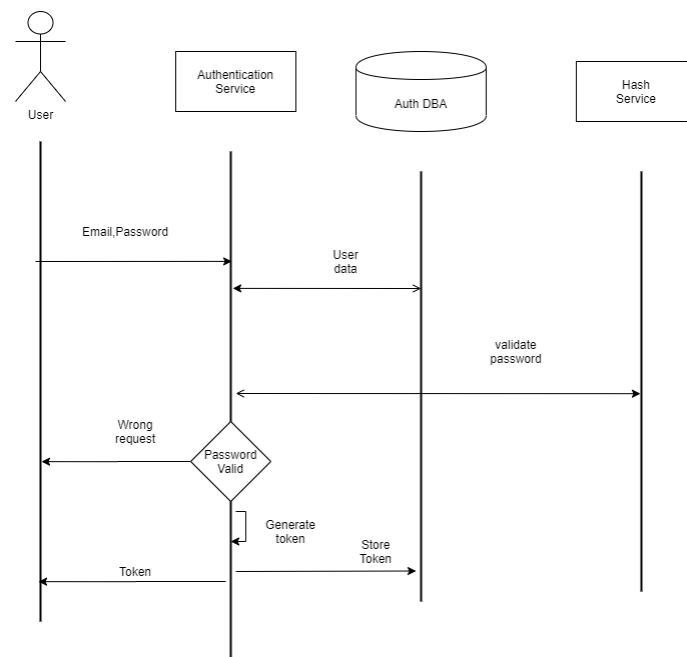 User
Authentication
Service
Auth DBA
Hash
Service
Email,Password
User
data
validate
password
Wrong
request
Password
Valid
Generate
token
Store
Token
Token